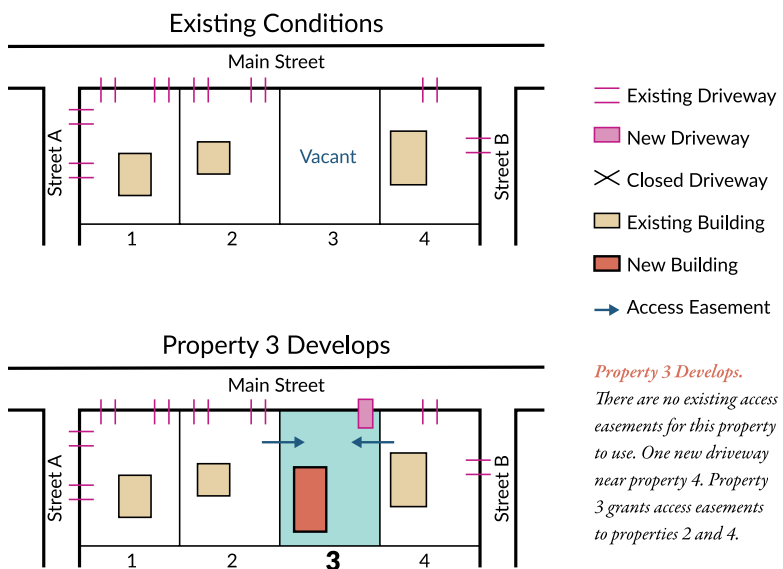 Existing Conditions
Main Street
Street A
Vacant
Street B
1 2 3 4
Existing Driveway
New Driveway
Closed Driveway
Existing Building
New Building
Access Easement
Property 3 Develops
Main Street
Street A
Street B
1 2 3 4
Property 3 Develops.
There are no existing access
easements for this property
to use. One new driveway
near property 4. Property
3 grants access easements
to properties 2 and 4.